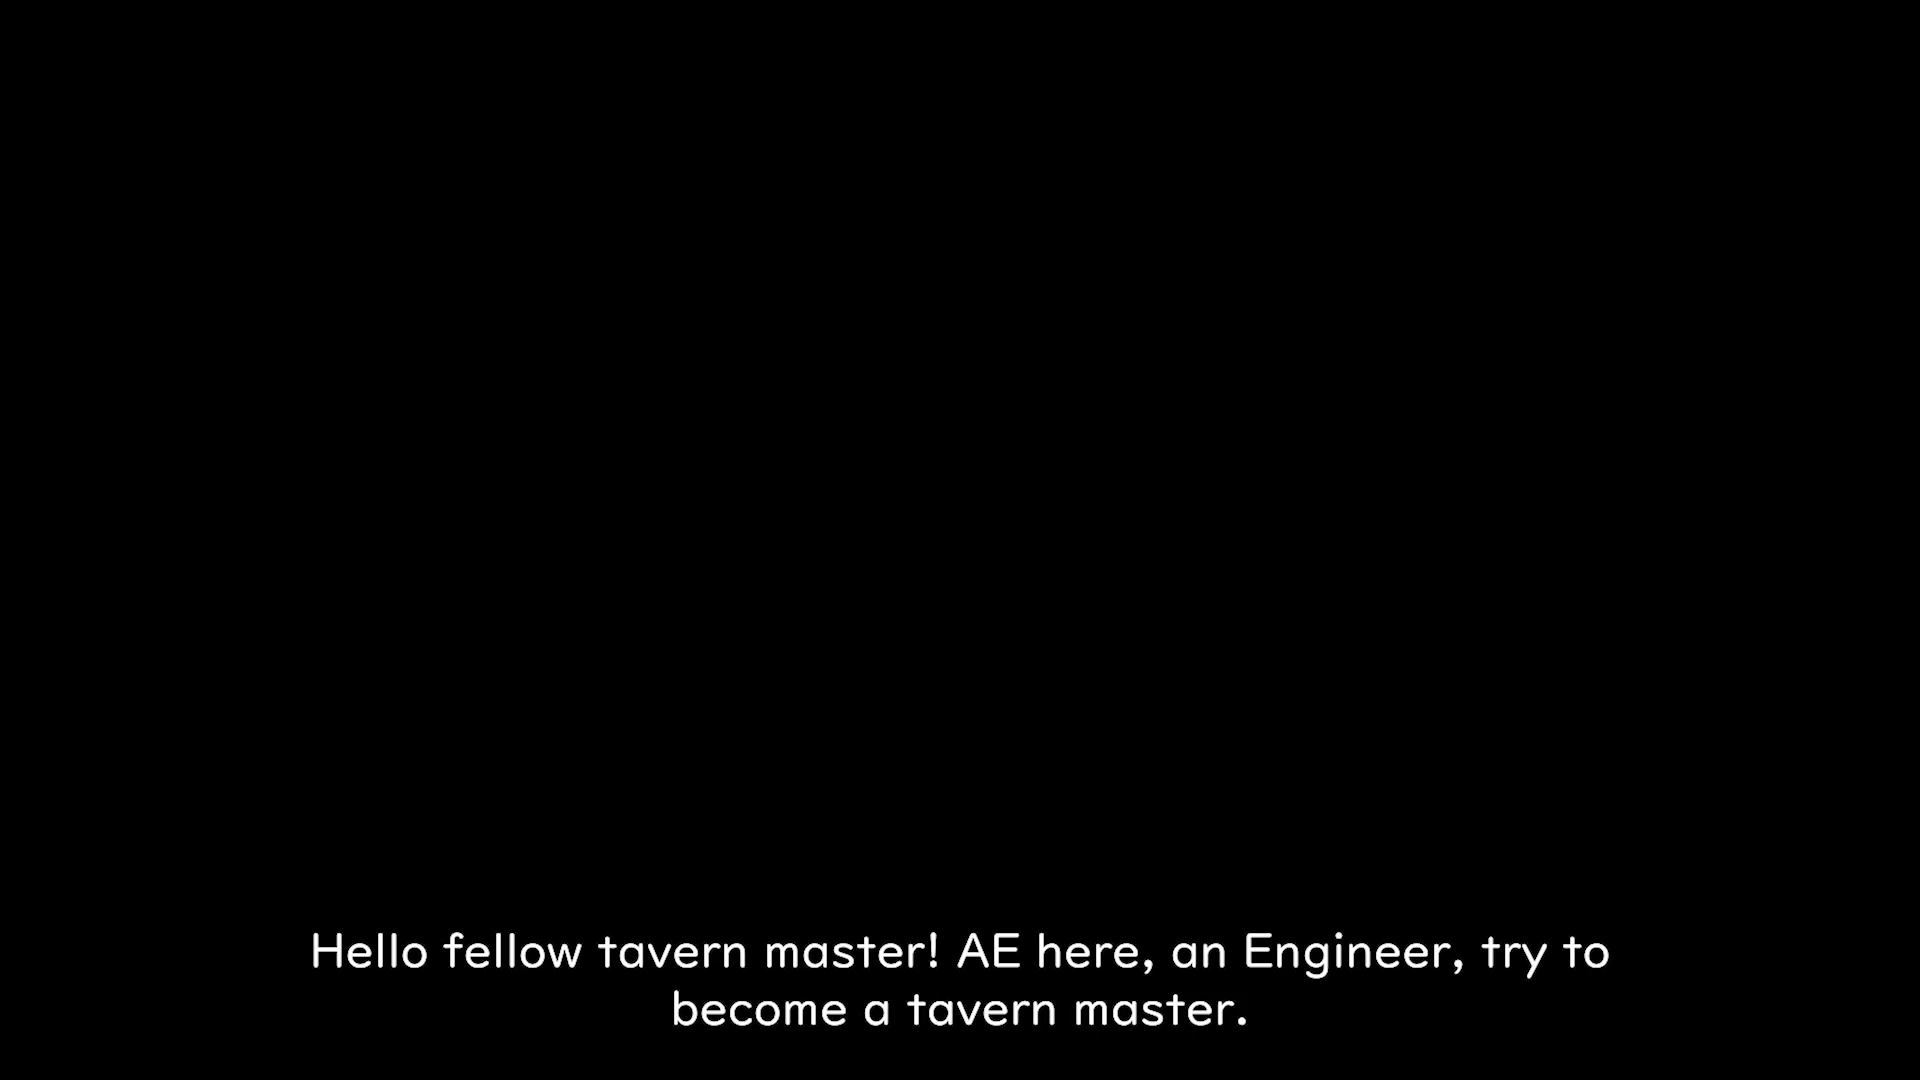 Hello fellow tavern master! AE here, an Engineer, try to
become a tavern master.